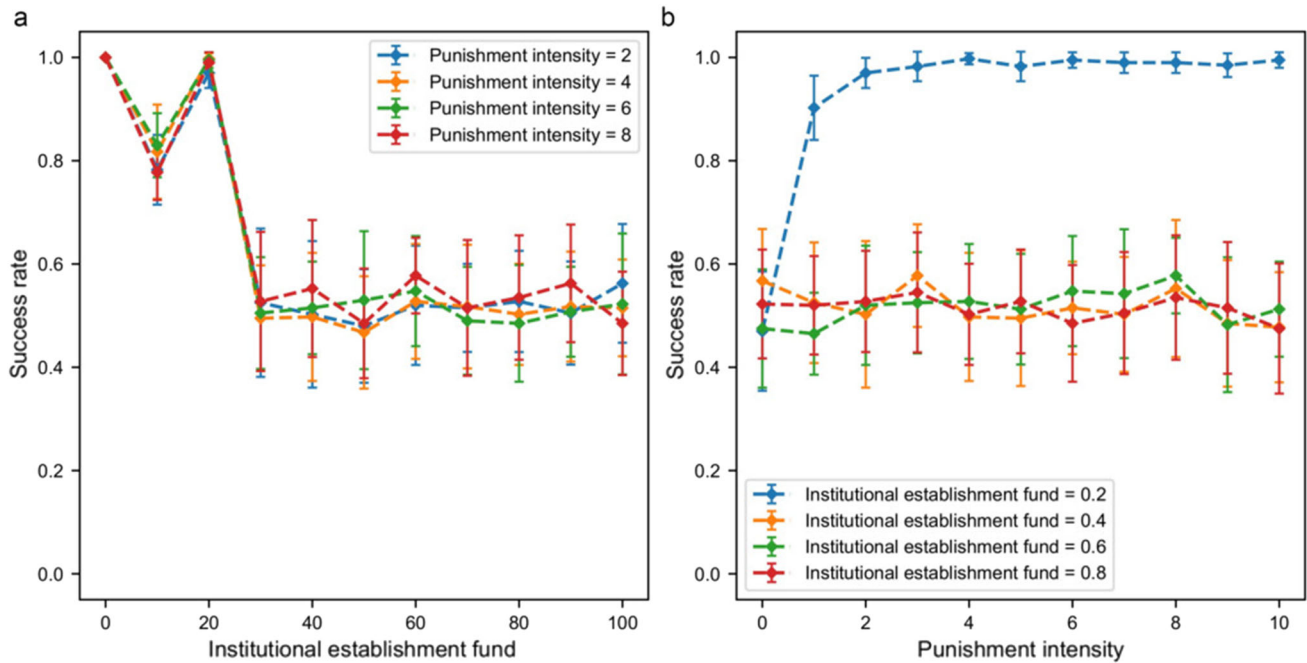 a
1.0
0.8
0.6
0.4
0.2
0.0
Success rate
0 20 40 60 80 100
Institutional establishment fund
Punishment intensity = 2
Punishment intensity = 4
Punishment intensity = 6
Punishment intensity = 8
b
1.0
0.8
0.6
0.4
0.2
0.0
Success rate
Institutional establishment fund = 0.2
Institutional establishment fund = 0.4
Institutional establishment fund = 0.6
Institutional establishment fund = 0.8
0 2 4 6 8 10
Punishment intensity